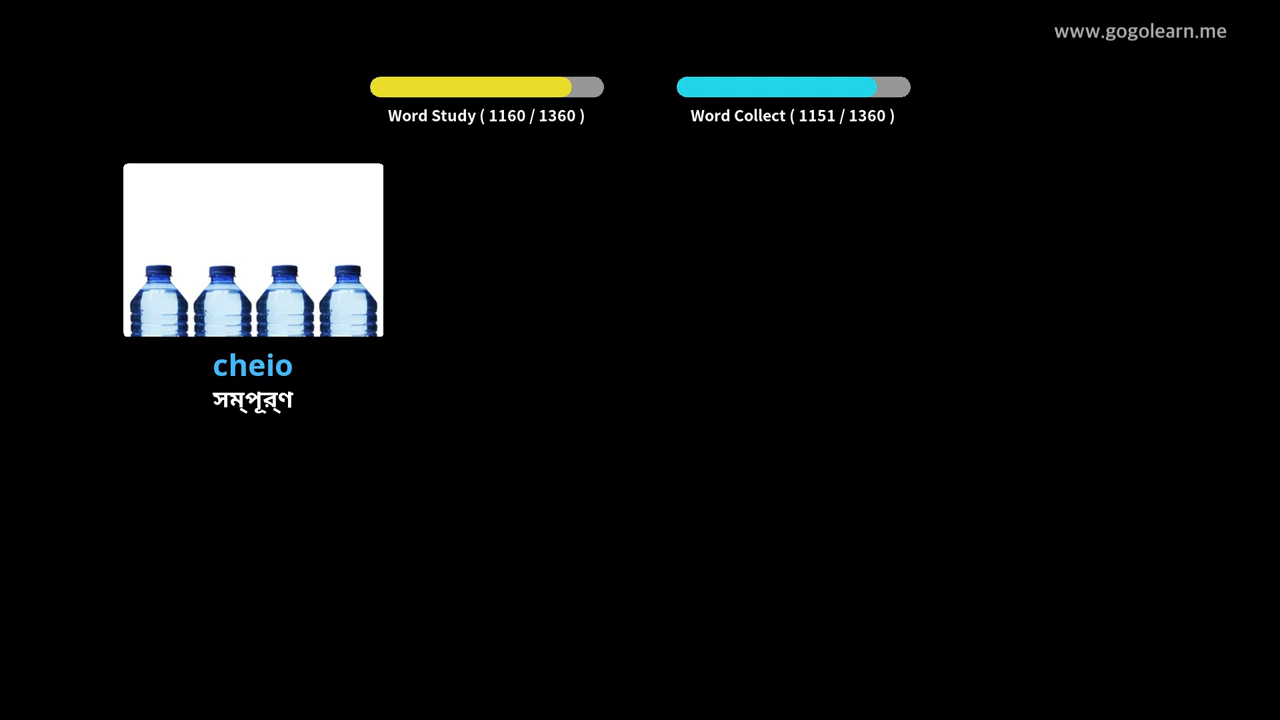 www.gogolearn.me
Word Study ( 1160 / 1360 )
Word Collect ( 1151 / 1360 )
cheio
সম্পূর্ণ